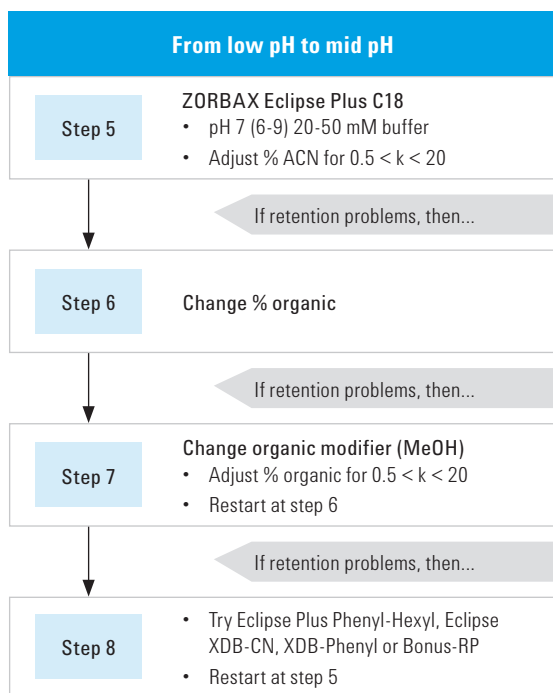 From low pH to mid pH
Step 5
ZORBAX Eclipse Plus C18
• pH 7 (6-9) 20-50 mM buffer
• Adjust % ACN for 0.5 < k < 20
If retention problems, then...
Step 6
Change % organic
If retention problems, then...
Step 7
Change organic modifier (MeOH)
• Adjust % organic for 0.5 < k < 20
• Restart at step 6
If retention problems, then...
Step 8
• Try Eclipse Plus Phenyl-Hexyl, Eclipse
XDB-CN, XDB-Phenyl or Bonus-RP
• Restart at step 5